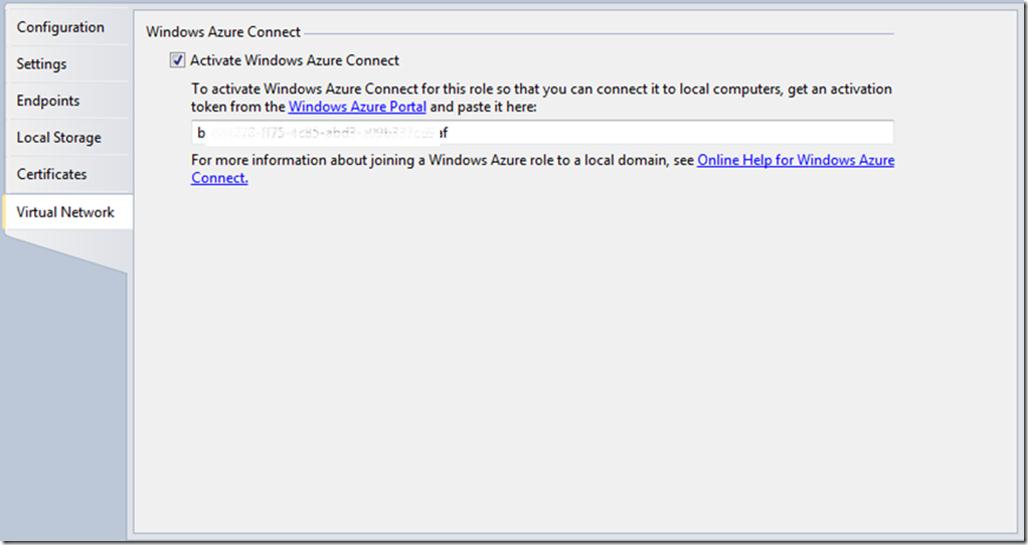 Configuration
Settings
Endpoints
Local Storage
Certificates
Virtual Network
Windows Azure Connect
Activate Windows Azure Connect
To activate Windows Azure Connect for this role so that you can connect it to local computers, get an activation
token from the Windows Azure Portal and paste it here:
For more information about joining a Windows Azure role to a local domain, see Online Help for Windows Azure
Connect.